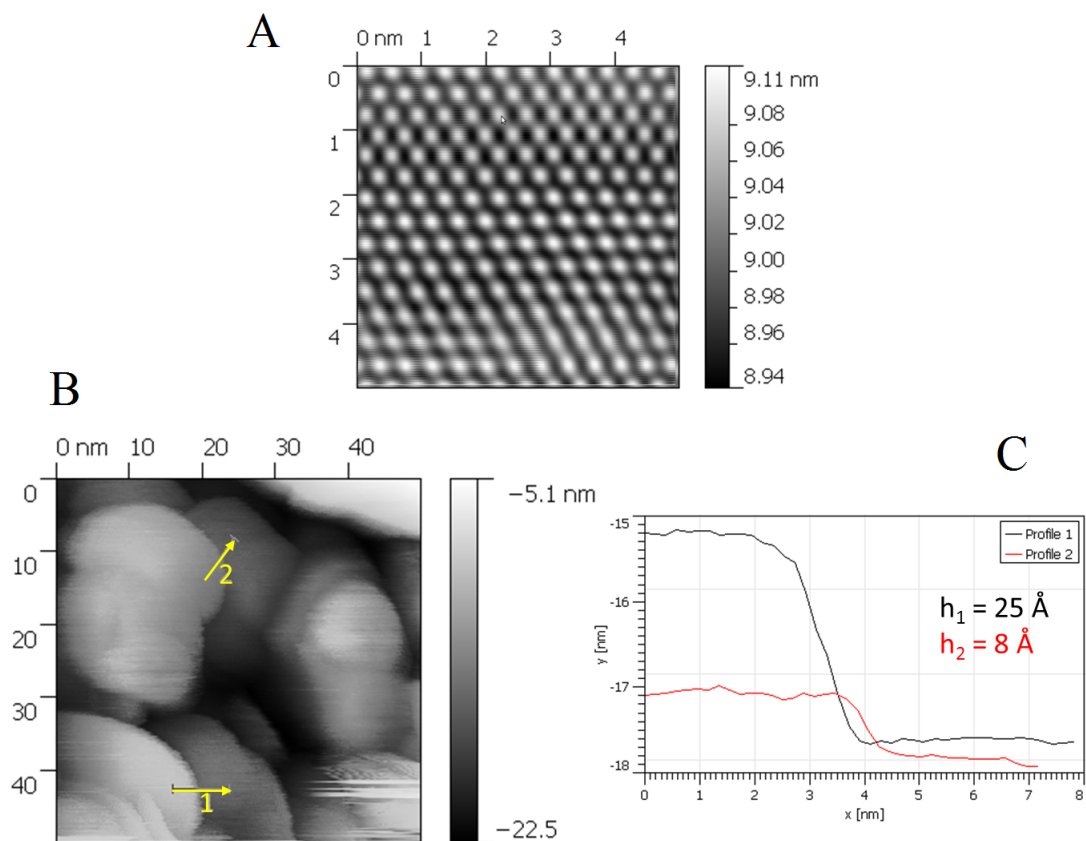 A
0 nm 1 2 3 4
0
1
2
3
4
9.11 nm
9.08
9.06
9.04
9.02
9.00
8.98
8.96
8.94
B
0 nm 10 20 30 40
0
10
20
30
40
2
1
−5.1 nm
−22.5
C
-15
-16
-17
-18
y [nm]
Profile 1
Profile 2
h1 = 25 Å
h2 = 8 Å
0 1 2 3 4 5 6 7 8
x [nm]